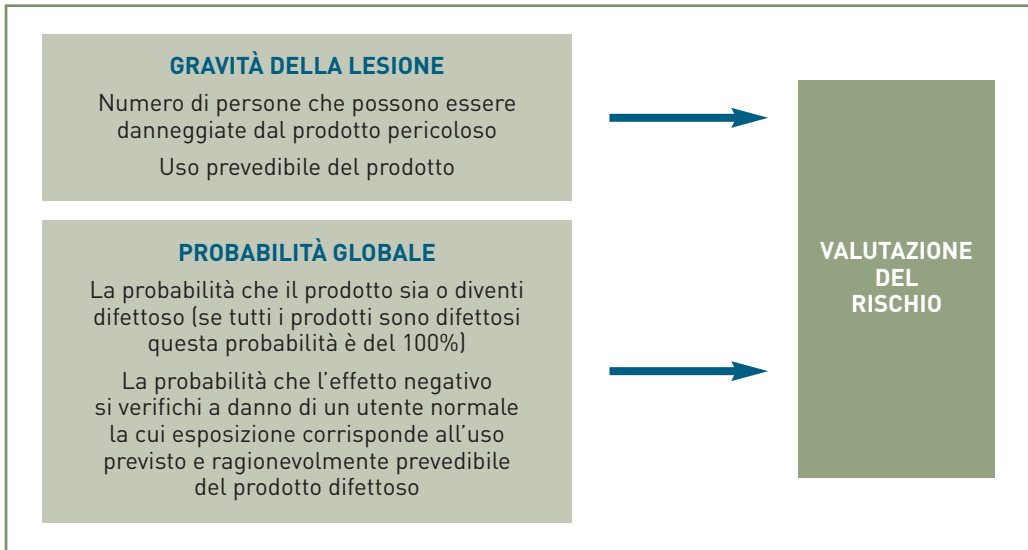 GRAVITÀ DELLA LESIONE
Numero di persone che possono essere
danneggiate dal prodotto pericoloso
Uso prevedibile del prodotto
PROBABILITÀ GLOBALE
La probabilità che il prodotto sia o diventi
difettoso (se tutti i prodotti sono difettosi
questa probabilità è del 100%)
La probabilità che l’effetto negativo
si verifichi a danno di un utente normale
la cui esposizione corrisponde all’uso
previsto e ragionevolmente prevedibile
del prodotto difettoso
VALUTAZIONE
DEL
RISCHIO